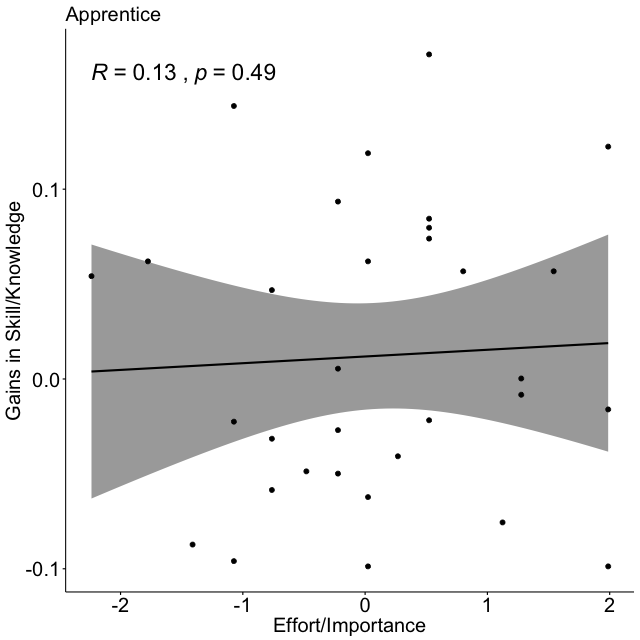 Apprentice
R = 0.13 , p = 0.49
Gains in Skill/Knowledge
0.1
0.0
-0.1
-2 -1 0 1 2
Effort/Importance